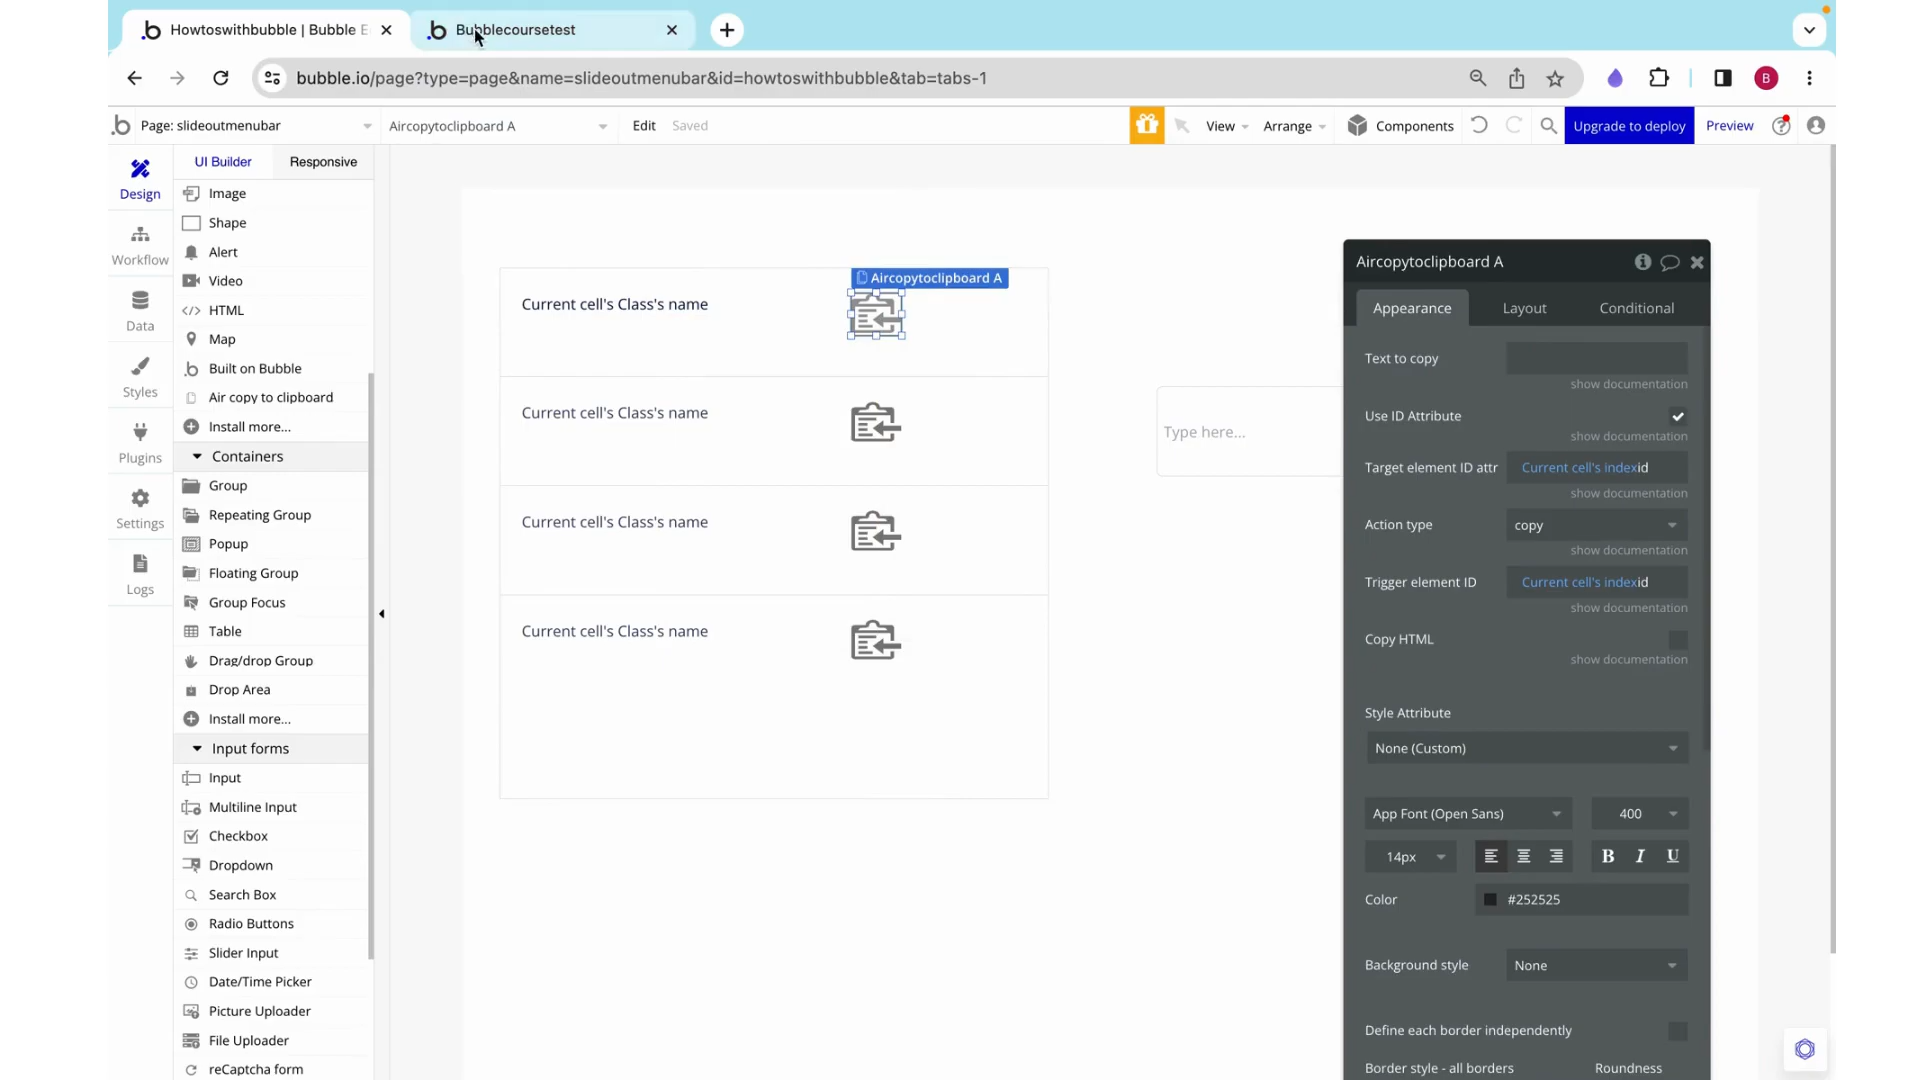 Howtoswithbubble | Bubble E
Bubblecoursetest
bubble.io/page?type=page&name=slideoutmenubar&id=howtoswithbubble&tab=tabs-1
B
Page: slideoutmenubar
Aircopytoclipboard A
Edit
Saved
View
Arrange
Components
Upgrade to deploy
Preview
Design
Workflow
Data
Styles
Plugins
Settings
Logs
UI Builder
Responsive
Image
Shape
Alert
Video
HTML
Map
Built on Bubble
Air copy to clipboard
Install more...
Containers
Group
Repeating Group
Popup
Floating Group
Group Focus
Table
Drag/drop Group
Drop Area
Install more...
Input forms
Input
Multiline Input
Checkbox
Dropdown
Search Box
Radio Buttons
Slider Input
Date/Time Picker
Picture Uploader
File Uploader
reCaptcha form
Aircopytoclipboard A
Current cell's Class's name
Current cell's Class's name
Current cell's Class's name
Current cell's Class's name
Type here...
Aircopytoclipboard A
Appearance
Layout
Conditional
Text to copy
show documentation
Use ID Attribute
show documentation
Target element ID attr
Current cell's indexid
show documentation
Action type
copy
show documentation
Trigger element ID
Current cell's indexid
show documentation
Copy HTML
show documentation
Style Attribute
None (Custom)
App Font (Open Sans)
400
14px
B I U
Color
#252525
Background style
None
Define each border independently
Border style - all borders
Roundness